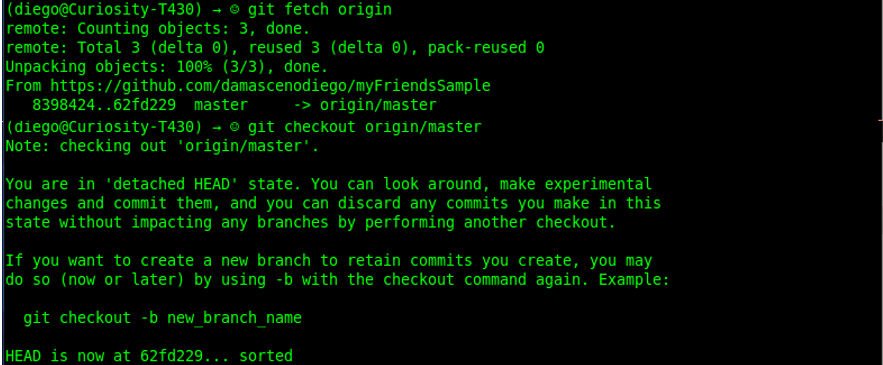 (diego@Curiosity-T430) → ☺ git fetch origin
remote: Counting objects: 3, done.
remote: Total 3 (delta 0), reused 3 (delta 0), pack-reused 0
Unpacking objects: 100% (3/3), done.
From https://github.com/damascenodiego/myFriendsSample
   8398424..62fd229  master     -> origin/master
(diego@Curiosity-T430) → ☺ git checkout origin/master
Note: checking out 'origin/master'.

You are in 'detached HEAD' state. You can look around, make experimental
changes and commit them, and you can discard any commits you make in this
state without impacting any branches by performing another checkout.

If you want to create a new branch to retain commits you create, you may
do so (now or later) by using -b with the checkout command again. Example:

  git checkout -b new_branch_name

HEAD is now at 62fd229... sorted